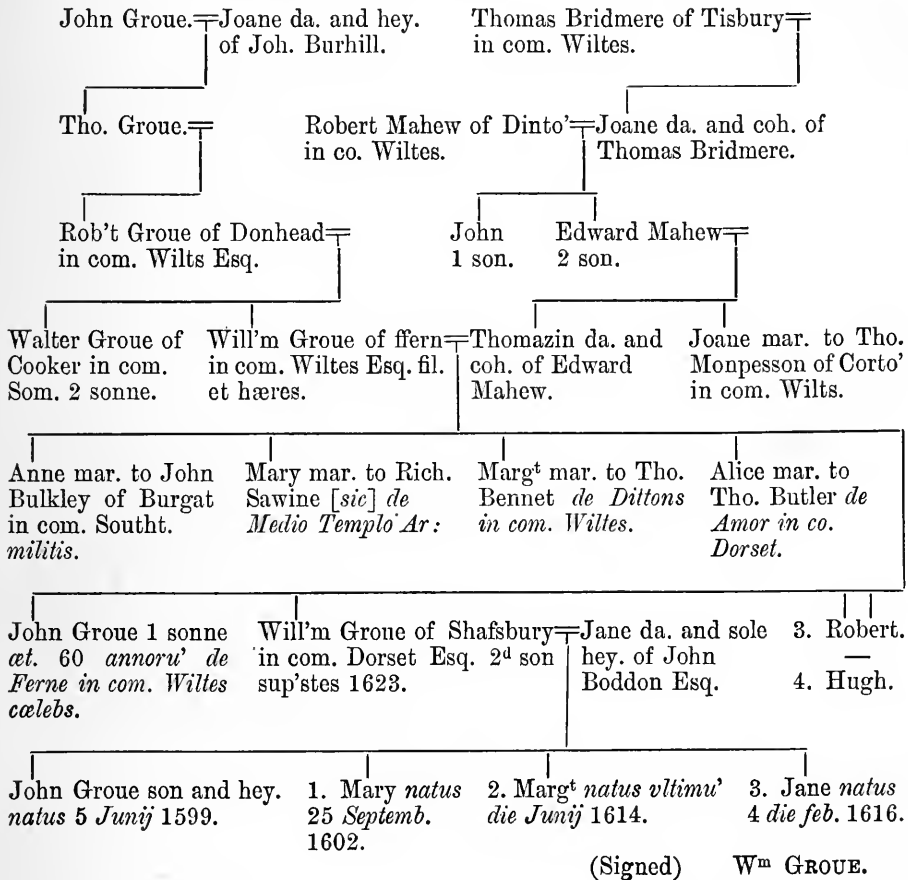 John Groue.
Joane da. and hey.
of Joh. Burhill.
Thomas Bridmere of Tisbury
in com. Wiltes.
Tho. Groue.
Robert Mahew of Dinto'
in co. Wiltes.
Joane da. and coh. of
Thomas Bridmere.
Rob't Groue of Donhead
in com. Wilts Esq.
John
1 son.
Edward Mahew
2 son.
Walter Groue of
Cooker in com.
Som. 2 sonne.
Will'm Groue of ffern
in com. Wiltes Esq. fil.
et hæres.
Thomazin da. and
coh. of Edward
Mahew.
Joane mar. to Tho.
Monpesson of Corto'
in com. Wilts.
Anne mar. to John
Bulkley of Burgat
in com. Southt.
militis.
Mary mar. to Rich.
Sawine [sic] de
Medio Templo Ar:
Margᵗ mar. to Tho.
Bennet de Dittons
in com. Wiltes.
Alice mar. to
Tho. Butler de
Amor in co.
Dorset.
John Groue 1 sonne
æt. 60 annoru' de
Ferne in com. Wiltes
cælebs.
Will'm Groue of Shafsbury
in com. Dorset Esq. 2ᵈ son
sup'stes 1623.
Jane da. and sole
hey. of John
Boddon Esq.
3. Robert.
—
4. Hugh.
John Groue son and hey.
natus 5 Junij 1599.
1. Mary natus
25 Septemb.
1602.
2. Margᵗ natus vltimu'
die Junij 1614.
3. Jane natus
4 die feb. 1616.
(Signed) Wᵐ GROUE.